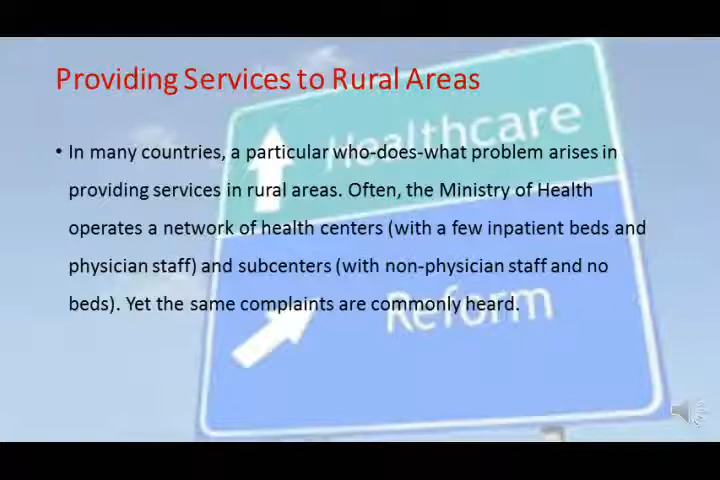 Providing Services to Rural Areas
• In many countries, a particular who-does-what problem arises in
providing services in rural areas. Often, the Ministry of Health
operates a network of health centers (with a few inpatient beds and
physician staff) and subcenters (with non-physician staff and no
beds). Yet the same complaints are commonly heard.
Healthcare
Reform